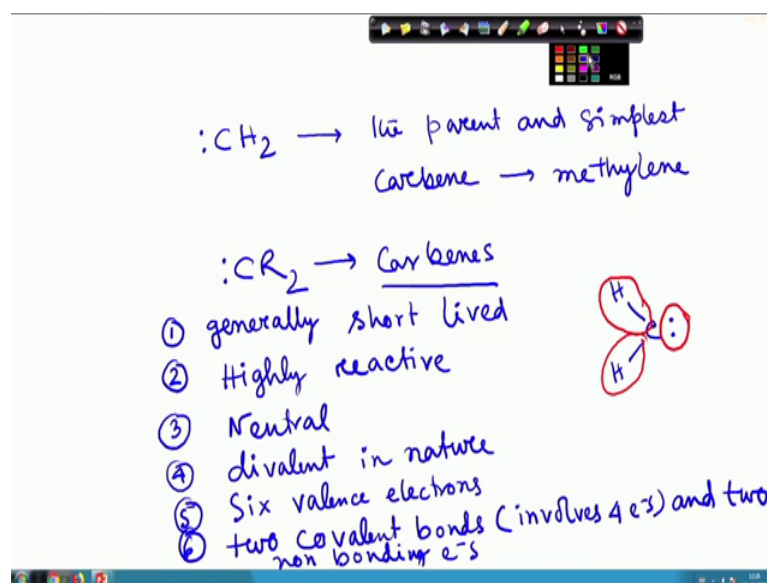 :CH2 → the parent and simplest
Carbene → methylene
:CR2 → Carbenes
① generally short lived
② Highly reactive
③ Neutral
④ divalent in nature
⑤ Six valence electrons
⑥ two covalent bonds (involves 4 e-s) and two
non bonding e-s
H
C :
H
RGB